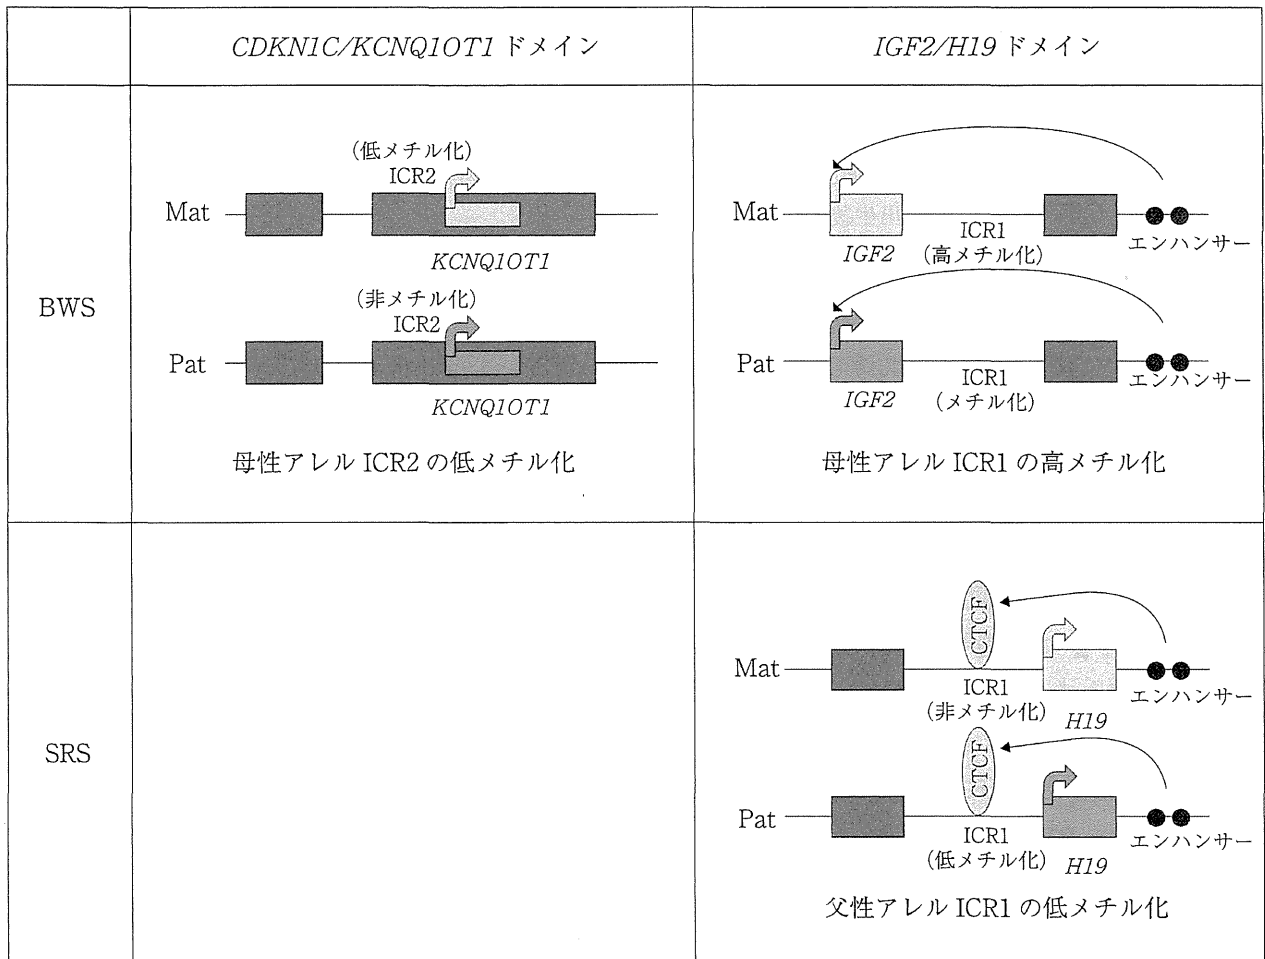 CDKN1C/KCNQ1OT1 ドメイン
IGF2/H19 ドメイン
BWS
(低メチル化)
ICR2
Mat
KCNQ1OT1
(非メチル化)
ICR2
Pat
KCNQ1OT1
母性アレル ICR2 の低メチル化
Mat
IGF2
ICR1
(高メチル化)
エンハンサー
Pat
IGF2
ICR1
(メチル化)
エンハンサー
母性アレル ICR1 の高メチル化
SRS
CTCF
Mat
ICR1
(非メチル化)
H19
エンハンサー
CTCF
Pat
ICR1
(低メチル化)
H19
エンハンサー
父性アレル ICR1 の低メチル化